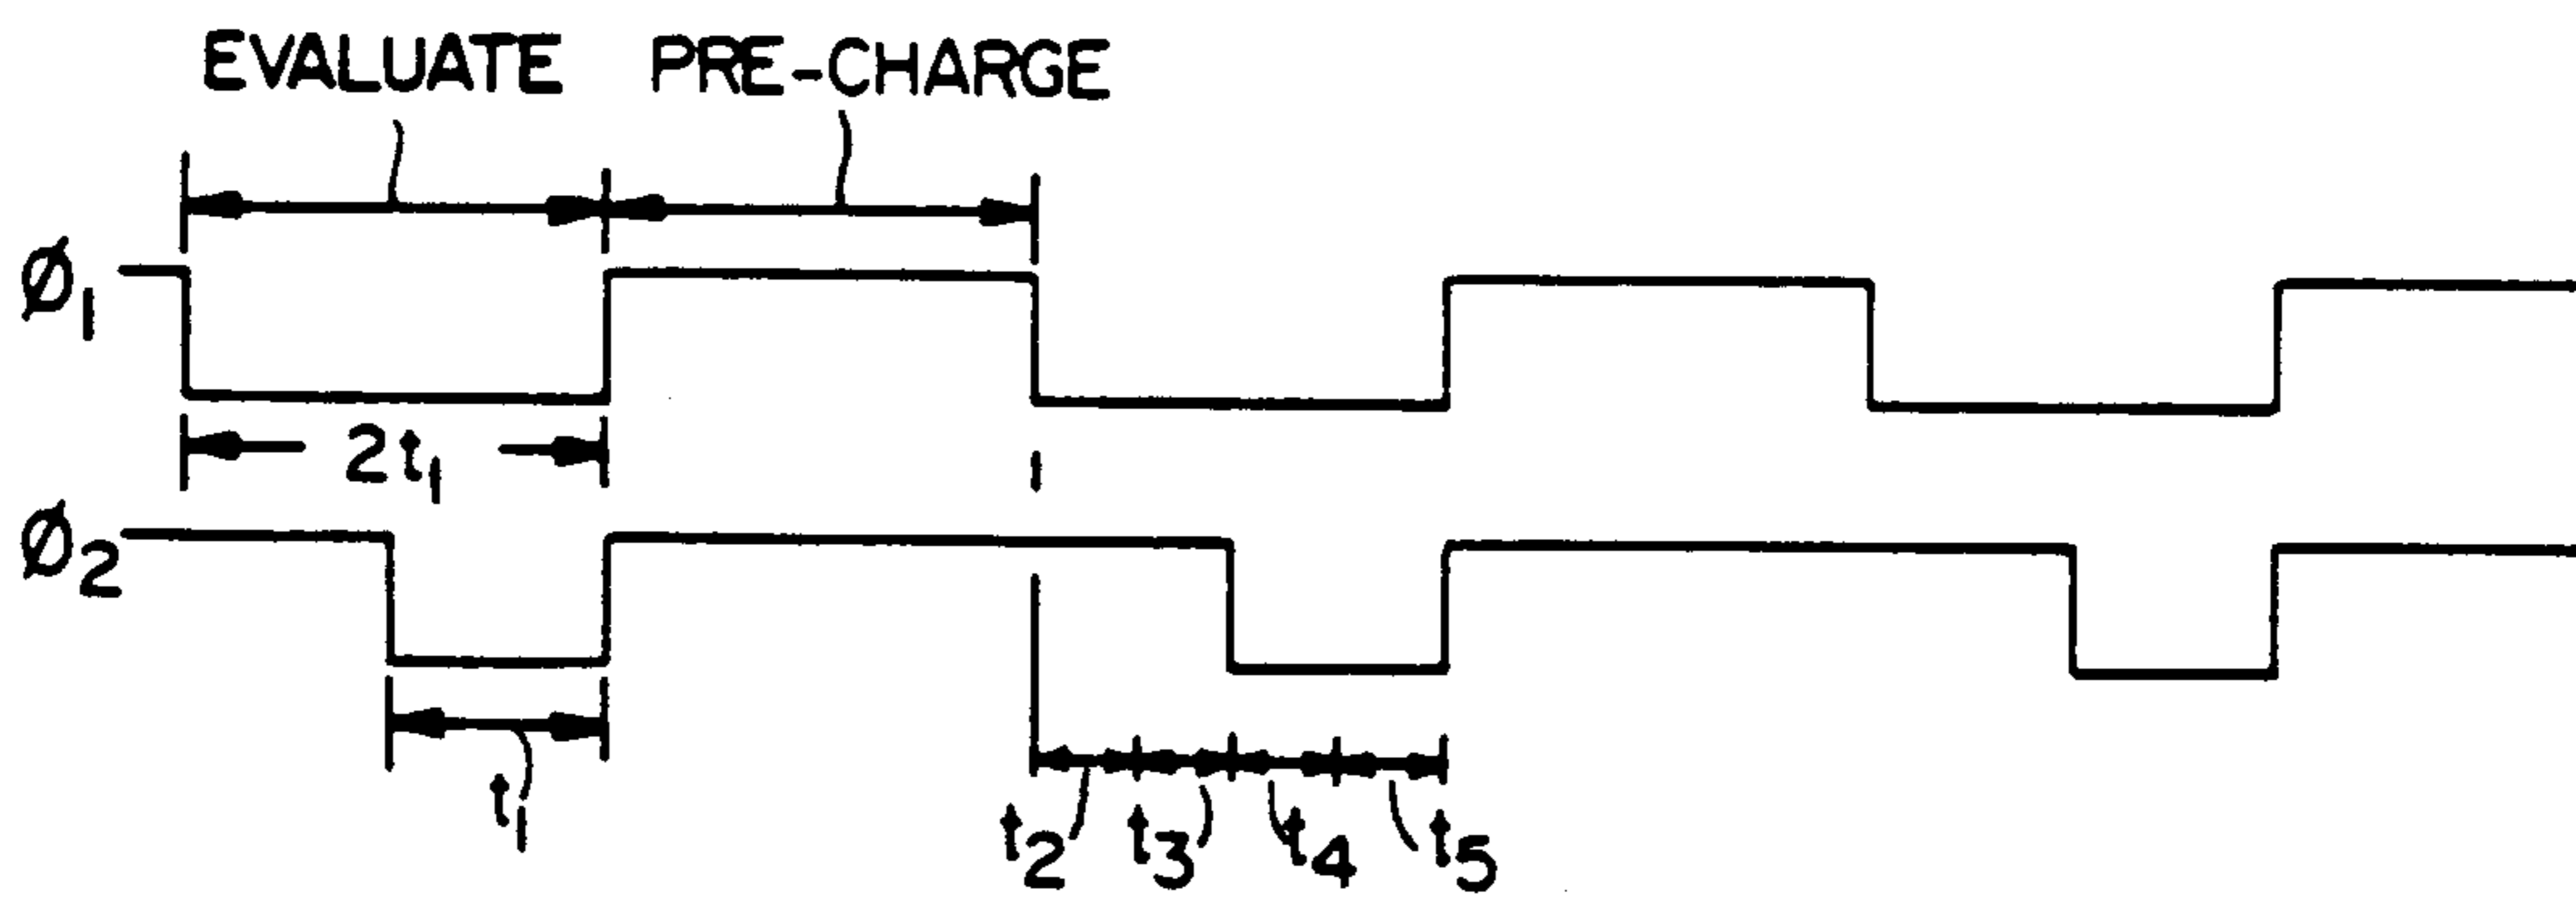 EVALUATE PRE-CHARGE
Ø1
2t1
Ø2
t1
t2 t3 t4 t5